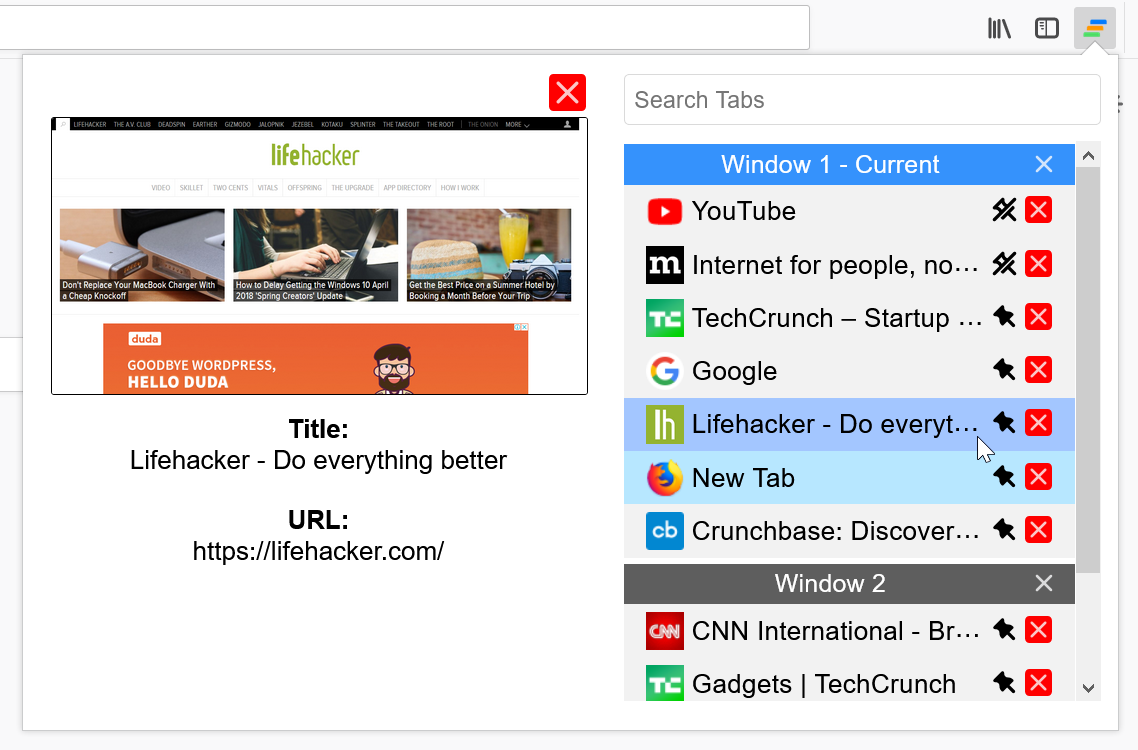 LIFEHACKER THE A.V. CLUB DEADSPIN EARTHER GIZMODO JALOPNIK JEZEBEL KOTAKU SPLINTER THE TAKEOUT THE ROOT THE ONION MORE
lifehacker
VIDEO SKILLET TWO CENTS VITALS OFFSPRING THE UPGRADE APP DIRECTORY HOW I WORK
Don't Replace Your MacBook Charger With
a Cheap Knockoff
How to Delay Getting the Windows 10 April
2018 'Spring Creators' Update
Get the Best Price on a Summer Hotel by
Booking a Month Before Your Trip
duda
GOODBYE WORDPRESS,
HELLO DUDA
Title:
Lifehacker - Do everything better
URL:
https://lifehacker.com/
Search Tabs
Window 1 - Current
YouTube
m Internet for people, no...
TC TechCrunch – Startup ...
G Google
lh Lifehacker - Do everyt...
New Tab
cb Crunchbase: Discover...
Window 2
CNN CNN International - Br...
TC Gadgets | TechCrunch